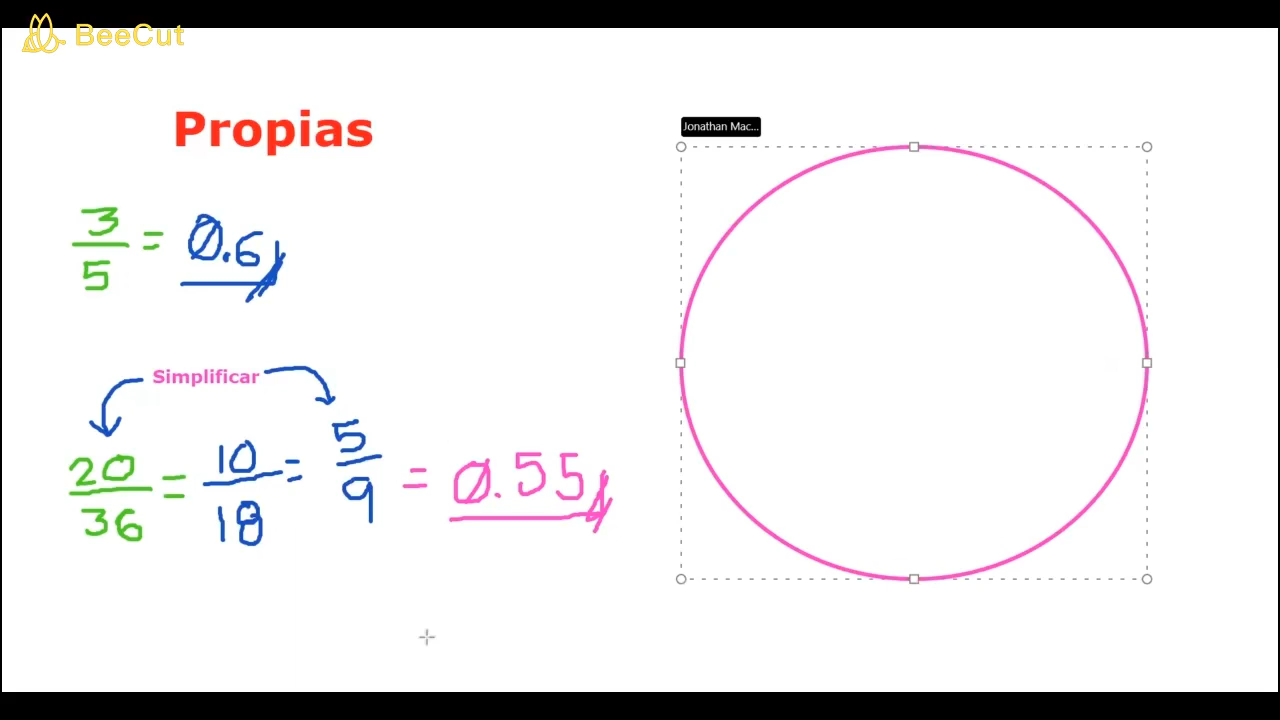 BeeCut
Propias
Jonathan Mac...
3/5 = 0.6
Simplificar
20/36 = 10/18 = 5/9 = 0.55